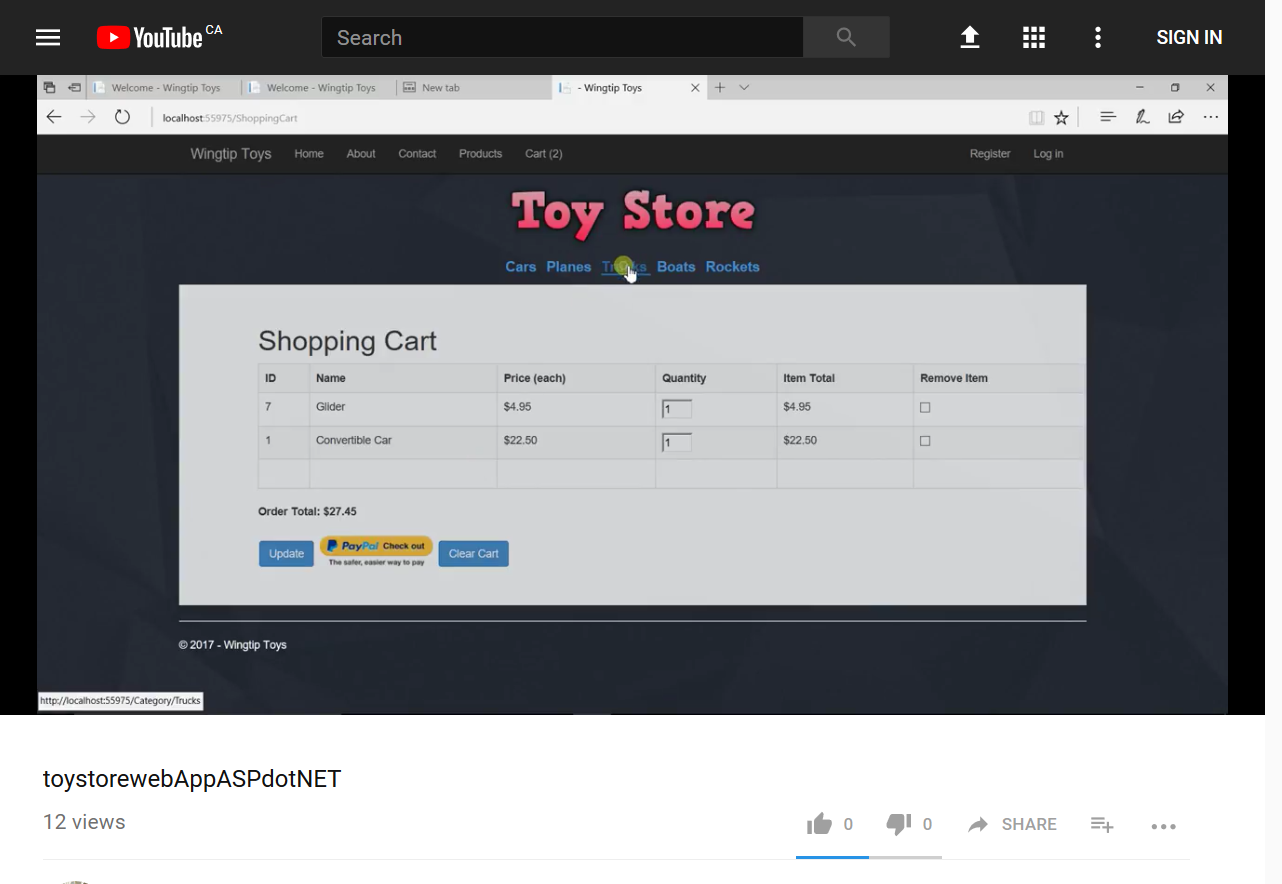 YouTube CA
Search
SIGN IN
Welcome - Wingtip Toys
Welcome - Wingtip Toys
New tab
- Wingtip Toys
localhost:55975/ShoppingCart
Wingtip Toys Home About Contact Products Cart (2) Register Log in
Toy Store
Cars Planes Trucks Boats Rockets
Shopping Cart
ID Name Price (each) Quantity Item Total Remove Item
7 Glider $4.95 1 $4.95
1 Convertible Car $22.50 1 $22.50
Order Total: $27.45
Update PayPal Check out Clear Cart
The safer, easier way to pay
© 2017 - Wingtip Toys
http://localhost:55975/Category/Trucks
toystorewebAppASPdotNET
12 views
0 0 SHARE